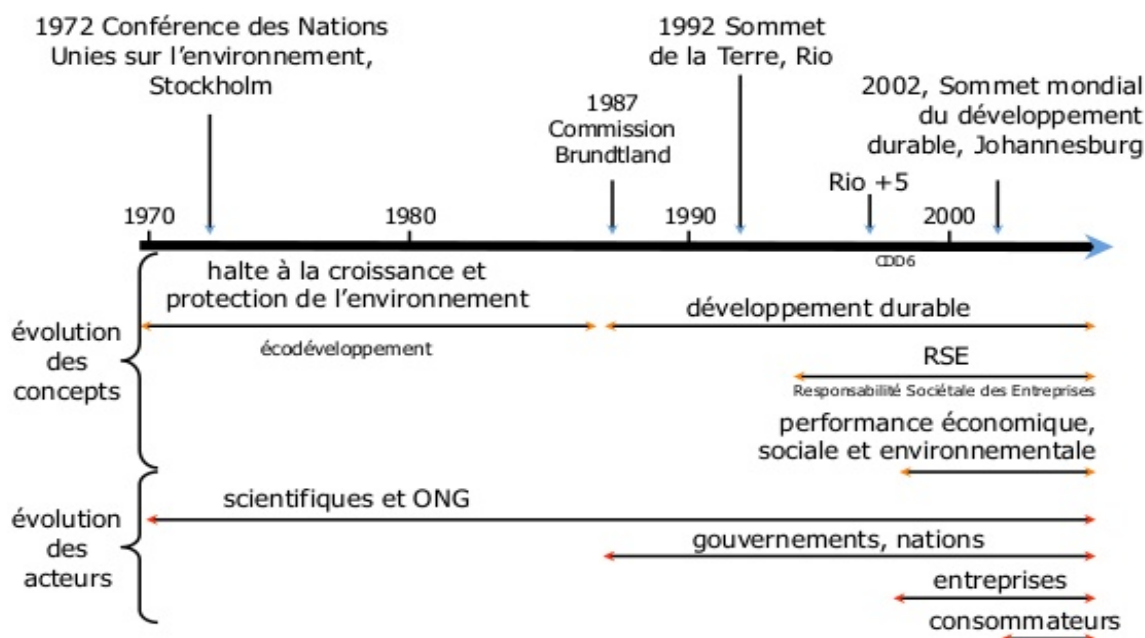 1972 Conférence des Nations
Unies sur l'environnement,
Stockholm
1987
Commission
Brundtland
1992 Sommet
de la Terre, Rio
2002, Sommet mondial
du développement
durable, Johannesburg
Rio +5
1970
1980
1990
2000
CDD6
évolution
des
concepts
halte à la croissance et
protection de l'environnement
écodéveloppement
développement durable
RSE
Responsabilité Sociétale des Entreprises
performance économique,
sociale et environnementale
évolution
des
acteurs
scientifiques et ONG
gouvernements, nations
entreprises
consommateurs